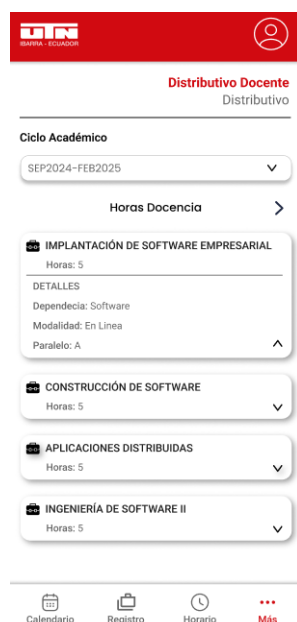 UTN
IBARRA - ECUADOR
Distributivo Docente
Distributivo
Ciclo Académico
SEP2024-FEB2025
Horas Docencia
IMPLANTACIÓN DE SOFTWARE EMPRESARIAL
Horas: 5
DETALLES
Dependecia: Software
Modalidad: En Linea
Paralelo: A
CONSTRUCCIÓN DE SOFTWARE
Horas: 5
APLICACIONES DISTRIBUIDAS
Horas: 5
INGENIERÍA DE SOFTWARE II
Horas: 5
Calendario Registro Horario Más